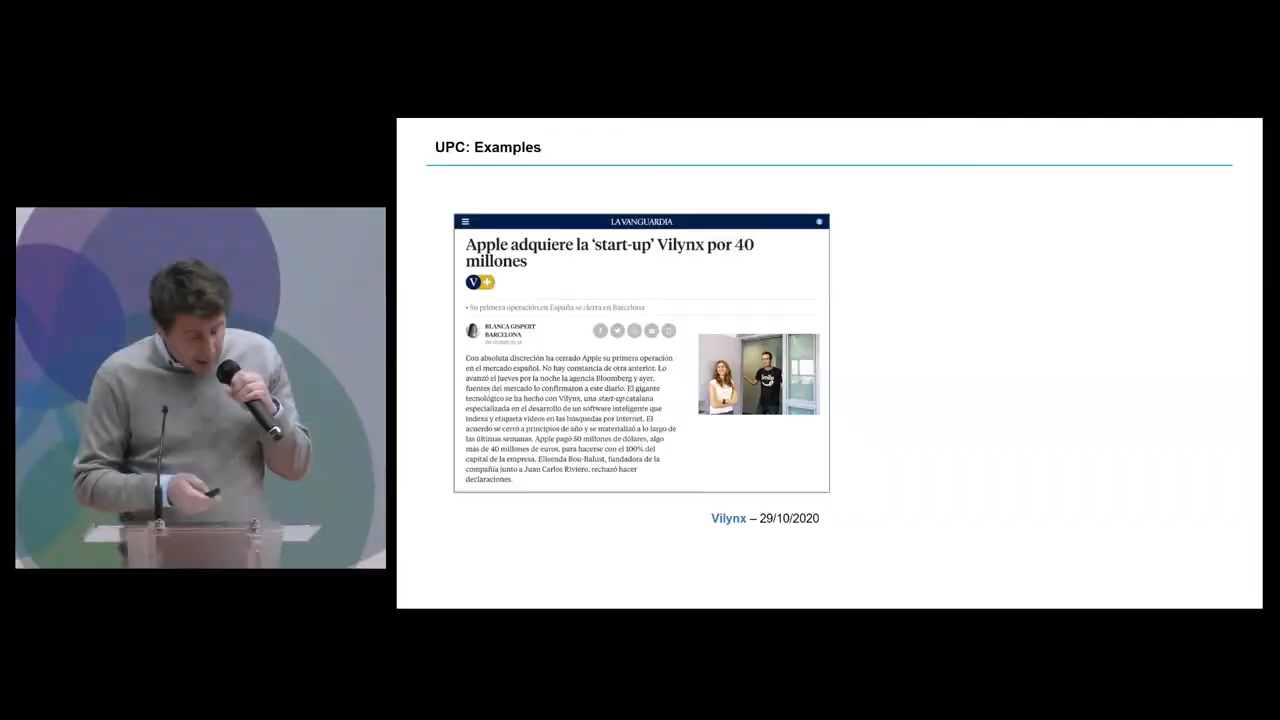 UPC: Examples
LA VANGUARDIA
Apple adquiere la ‘start-up’ Vilynx por 40
millones
V +
• Su primera operación en España se cierra en Barcelona
BLANCA GISPERT
BARCELONA
Con absoluta discreción ha cerrado Apple su primera operación
en el mercado español. No hay constancia de otra anterior. Lo
avanzó el jueves por la noche la agencia Bloomberg y ayer,
fuentes del mercado lo confirmaron a este diario. El gigante
tecnológico se ha hecho con Vilynx, una start-up catalana
especializada en el desarrollo de un software inteligente que
indexa y etiqueta vídeos en las búsquedas por internet. El
acuerdo se cerró a principios de año y se materializó a lo largo de
las últimas semanas. Apple pagó 50 millones de dólares, algo
más de 40 millones de euros, para hacerse con el 100% del
capital de la empresa. Elisenda Bou-Balust, fundadora de la
compañía junto a Juan Carlos Riviero, rechazó hacer
declaraciones.
Vilynx – 29/10/2020